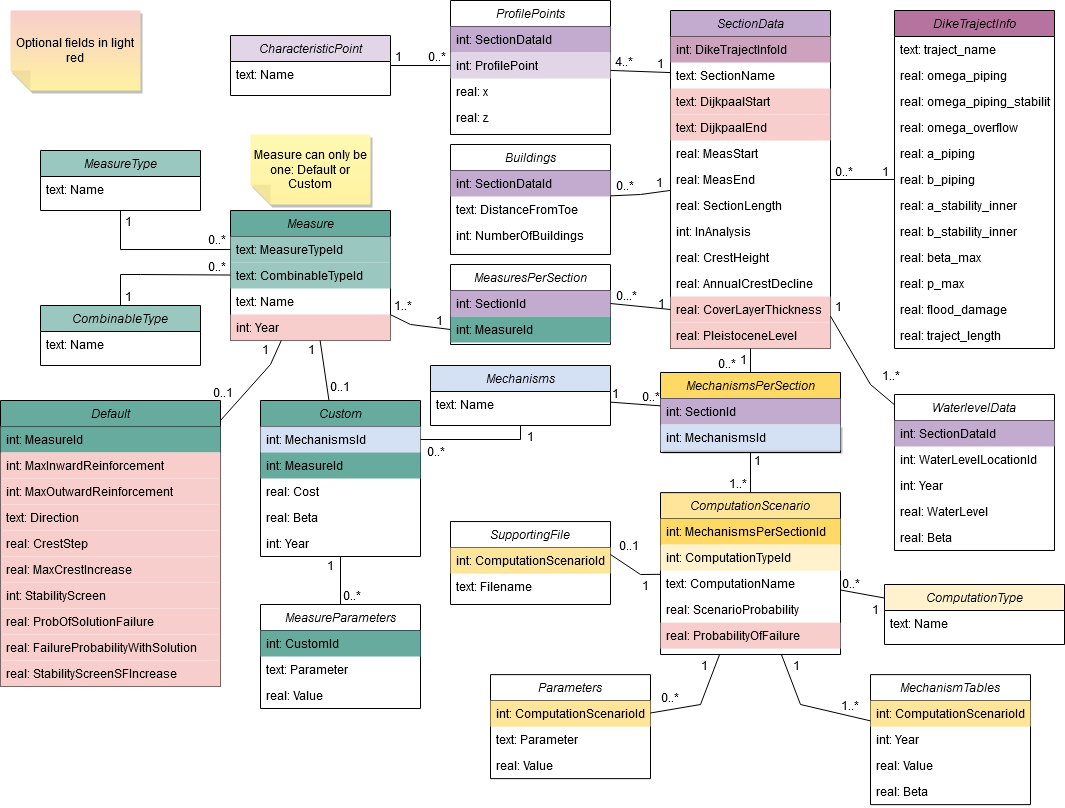 Optional fields in light
red
CharacteristicPoint
text: Name
1
0..*
ProfilePoints
int: SectionDataId
int: ProfilePoint
real: x
real: z
4..*
1
SectionData
int: DikeTrajectInfoId
text: SectionName
text: DijkpaalStart
text: DijkpaalEnd
real: MeasStart
real: MeasEnd
real: SectionLength
int: InAnalysis
real: CrestHeight
real: AnnualCrestDecline
real: CoverLayerThickness
real: PleistoceneLevel
0..*
1
DikeTrajectInfo
text: traject_name
real: omega_piping
real: omega_piping_stabilit
real: omega_overflow
real: a_piping
real: b_piping
real: a_stability_inner
real: b_stability_inner
real: beta_max
real: p_max
real: flood_damage
real: traject_length
Buildings
int: SectionDataId
text: DistanceFromToe
int: NumberOfBuildings
0..*
1
MeasureType
text: Name
1
0..*
Measure can only be
one: Default or
Custom
Measure
text: MeasureTypeId
text: CombinableTypeId
text: Name
int: Year
0..*
1
CombinableType
text: Name
1..*
1
MeasuresPerSection
int: SectionId
int: MeasureId
0...*
1
1
1..*
1
0..1
1
0..1
0..*
1
Default
int: MeasureId
int: MaxInwardReinforcement
int: MaxOutwardReinforcement
text: Direction
real: CrestStep
real: MaxCrestIncrease
int: StabilityScreen
real: ProbOfSolutionFailure
real: FailureProbabilityWithSolution
real: StabilityScreenSFIncrease
Custom
int: MechanismsId
int: MeasureId
real: Cost
real: Beta
int: Year
0..*
1
Mechanisms
text: Name
1
0..*
MechanismsPerSection
int: SectionId
int: MechanismsId
1
1..*
WaterlevelData
int: SectionDataId
int: WaterLevelLocationId
int: Year
real: WaterLevel
real: Beta
1
0..*
MeasureParameters
int: CustomId
text: Parameter
real: Value
SupportingFile
int: ComputationScenarioId
text: Filename
0..1
1
ComputationScenario
int: MechanismsPerSectionId
int: ComputationTypeId
text: ComputationName
real: ScenarioProbability
real: ProbabilityOfFailure
0..*
1
ComputationType
text: Name
1
0..*
1
1..*
Parameters
int: ComputationScenarioId
text: Parameter
real: Value
MechanismTables
int: ComputationScenarioId
int: Year
real: Value
real: Beta